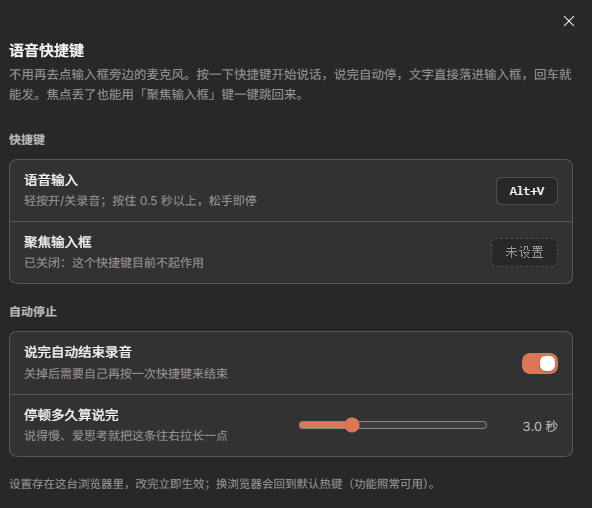 语音快捷键
不用再去点输入框旁边的麦克风。按一下快捷键开始说话，说完自动停，文字直接落进输入框，回车就
能发。焦点丢了也能用「聚焦输入框」键一键跳回来。
快捷键
语音输入
轻按开/关录音；按住 0.5 秒以上，松手即停
Alt+V
聚焦输入框
已关闭：这个快捷键目前不起作用
未设置
自动停止
说完自动结束录音
关掉后需要自己再按一次快捷键来结束
停顿多久算说完
说得慢、爱思考就把这条往右拉长一点
3.0 秒
设置存在这台浏览器里，改完立即生效；换浏览器会回到默认热键（功能照常可用）。